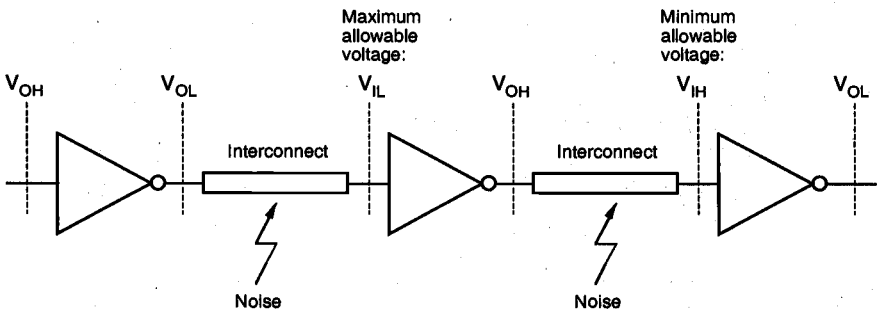 Maximum
allowable
voltage:
Minimum
allowable
voltage:
V_OH
V_OL
V_IL
V_OH
V_IH
V_OL
Interconnect
Interconnect
Noise
Noise